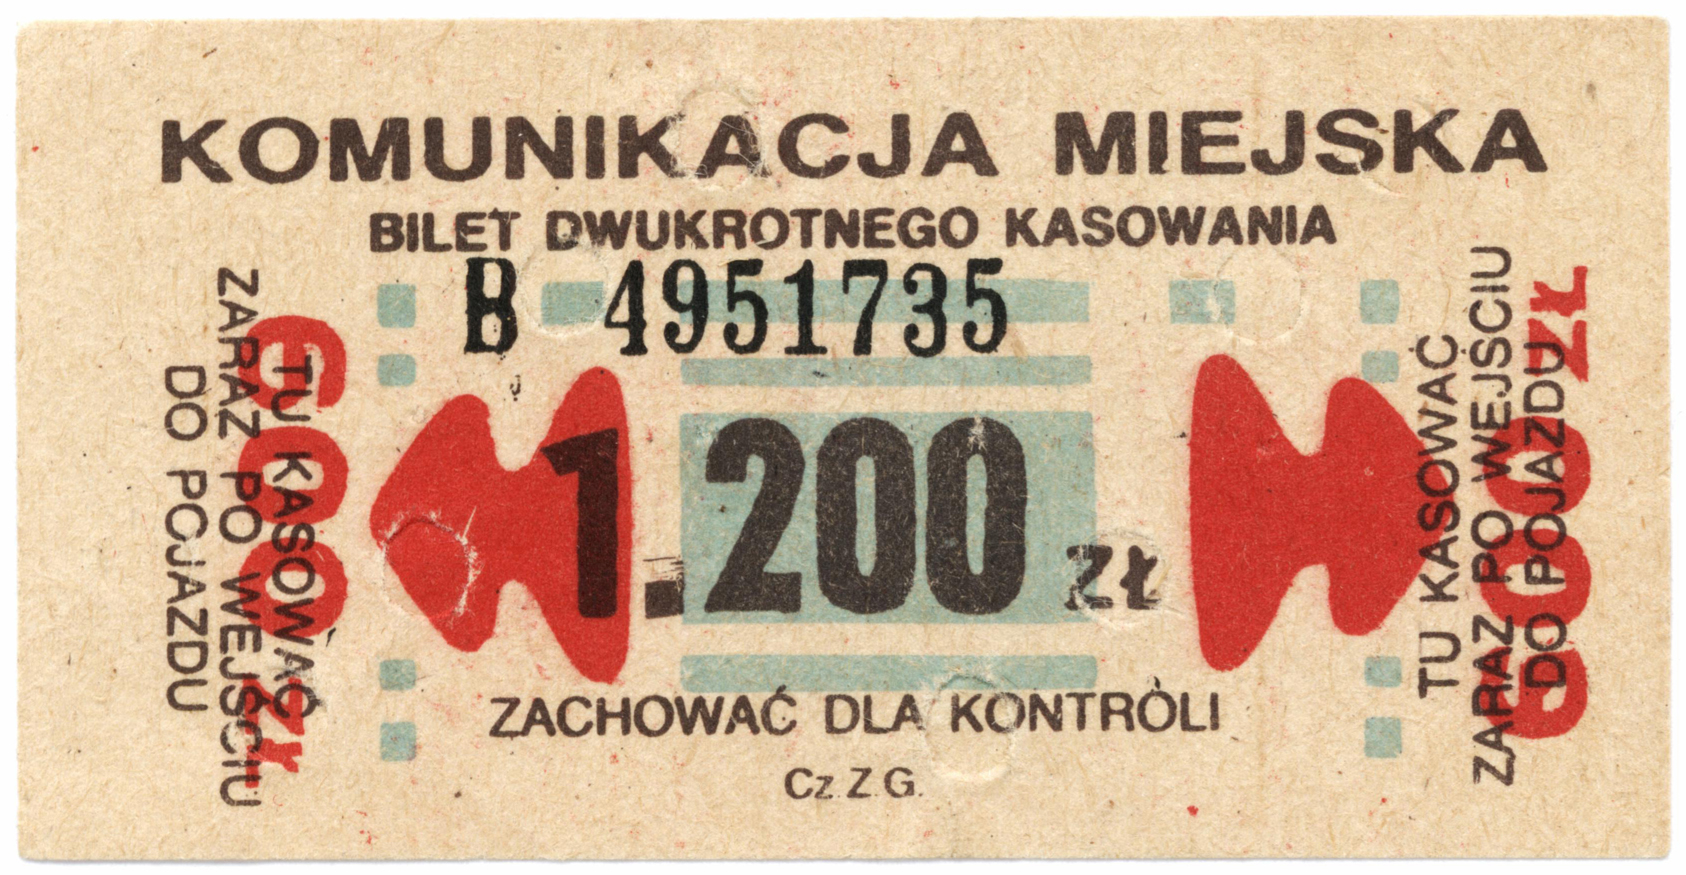 KOMUNIKACJA MIEJSKA
BILET DWUKROTNEGO KASOWANIA
B 4951735
1.200 zł
ZACHOWAĆ DLA KONTROLI
Cz.Z.G.
TU KASOWAĆ
ZARAZ PO WEJŚCIU
DO POJAZDU
600 zł
TU KASOWAĆ
ZARAZ PO WEJŚCIU
DO POJAZDU
600 zł